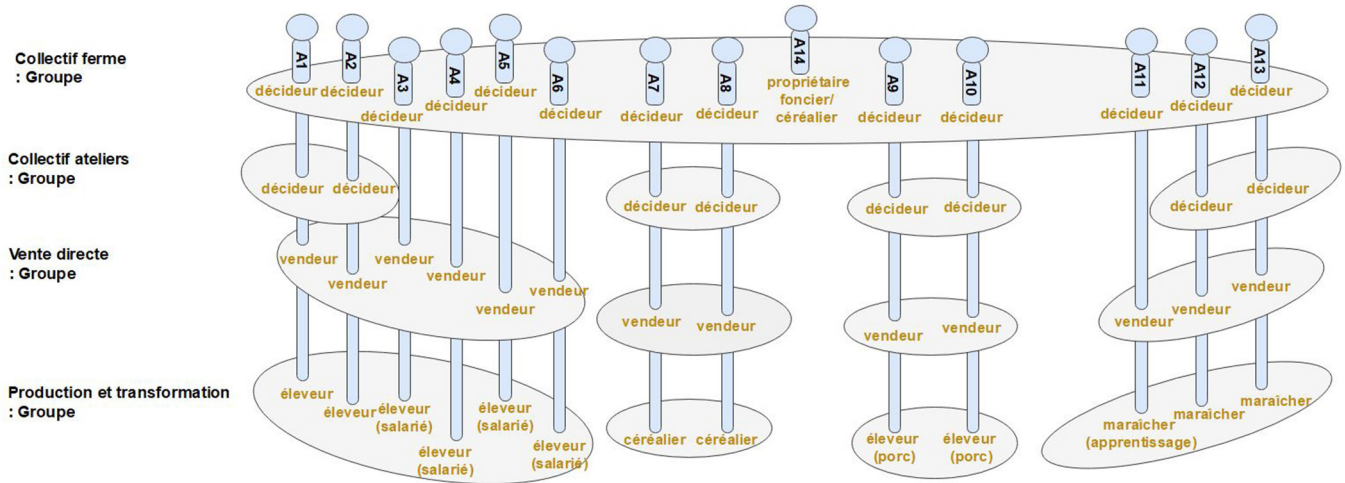 Collectif ferme
: Groupe
A1
A2
A3
A4
A5
A6
A7
A8
A14
A9
A10
A11
A12
A13
décideur
décideur
décideur
décideur
décideur
décideur
décideur
décideur
propriétaire
foncier/
céréalier
décideur
décideur
décideur
décideur
décideur
Collectif ateliers
: Groupe
décideur
décideur
décideur
décideur
décideur
décideur
décideur
décideur
Vente directe
: Groupe
vendeur
vendeur
vendeur
vendeur
vendeur
vendeur
vendeur
vendeur
vendeur
vendeur
vendeur
vendeur
vendeur
Production et transformation
: Groupe
éleveur
éleveur
éleveur
(salarié)
éleveur
(salarié)
éleveur
(salarié)
éleveur
(salarié)
céréalier
céréalier
éleveur
(porc)
éleveur
(porc)
maraîcher
(apprentissage)
maraîcher
maraîcher